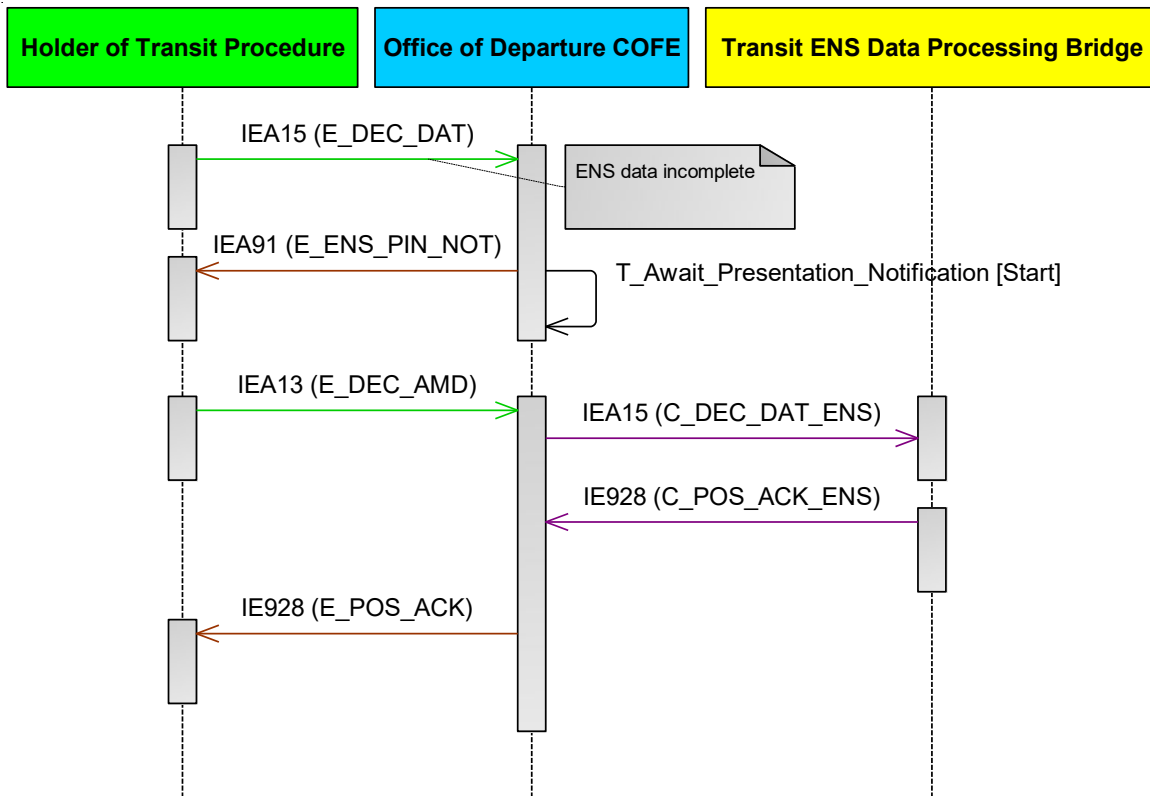 Holder of Transit Procedure
Office of Departure COFE
Transit ENS Data Processing Bridge
IEA15 (E_DEC_DAT)
ENS data incomplete
IEA91 (E_ENS_PIN_NOT)
T_Await_Presentation_Notification [Start]
IEA13 (E_DEC_AMD)
IEA15 (C_DEC_DAT_ENS)
IE928 (C_POS_ACK_ENS)
IE928 (E_POS_ACK)